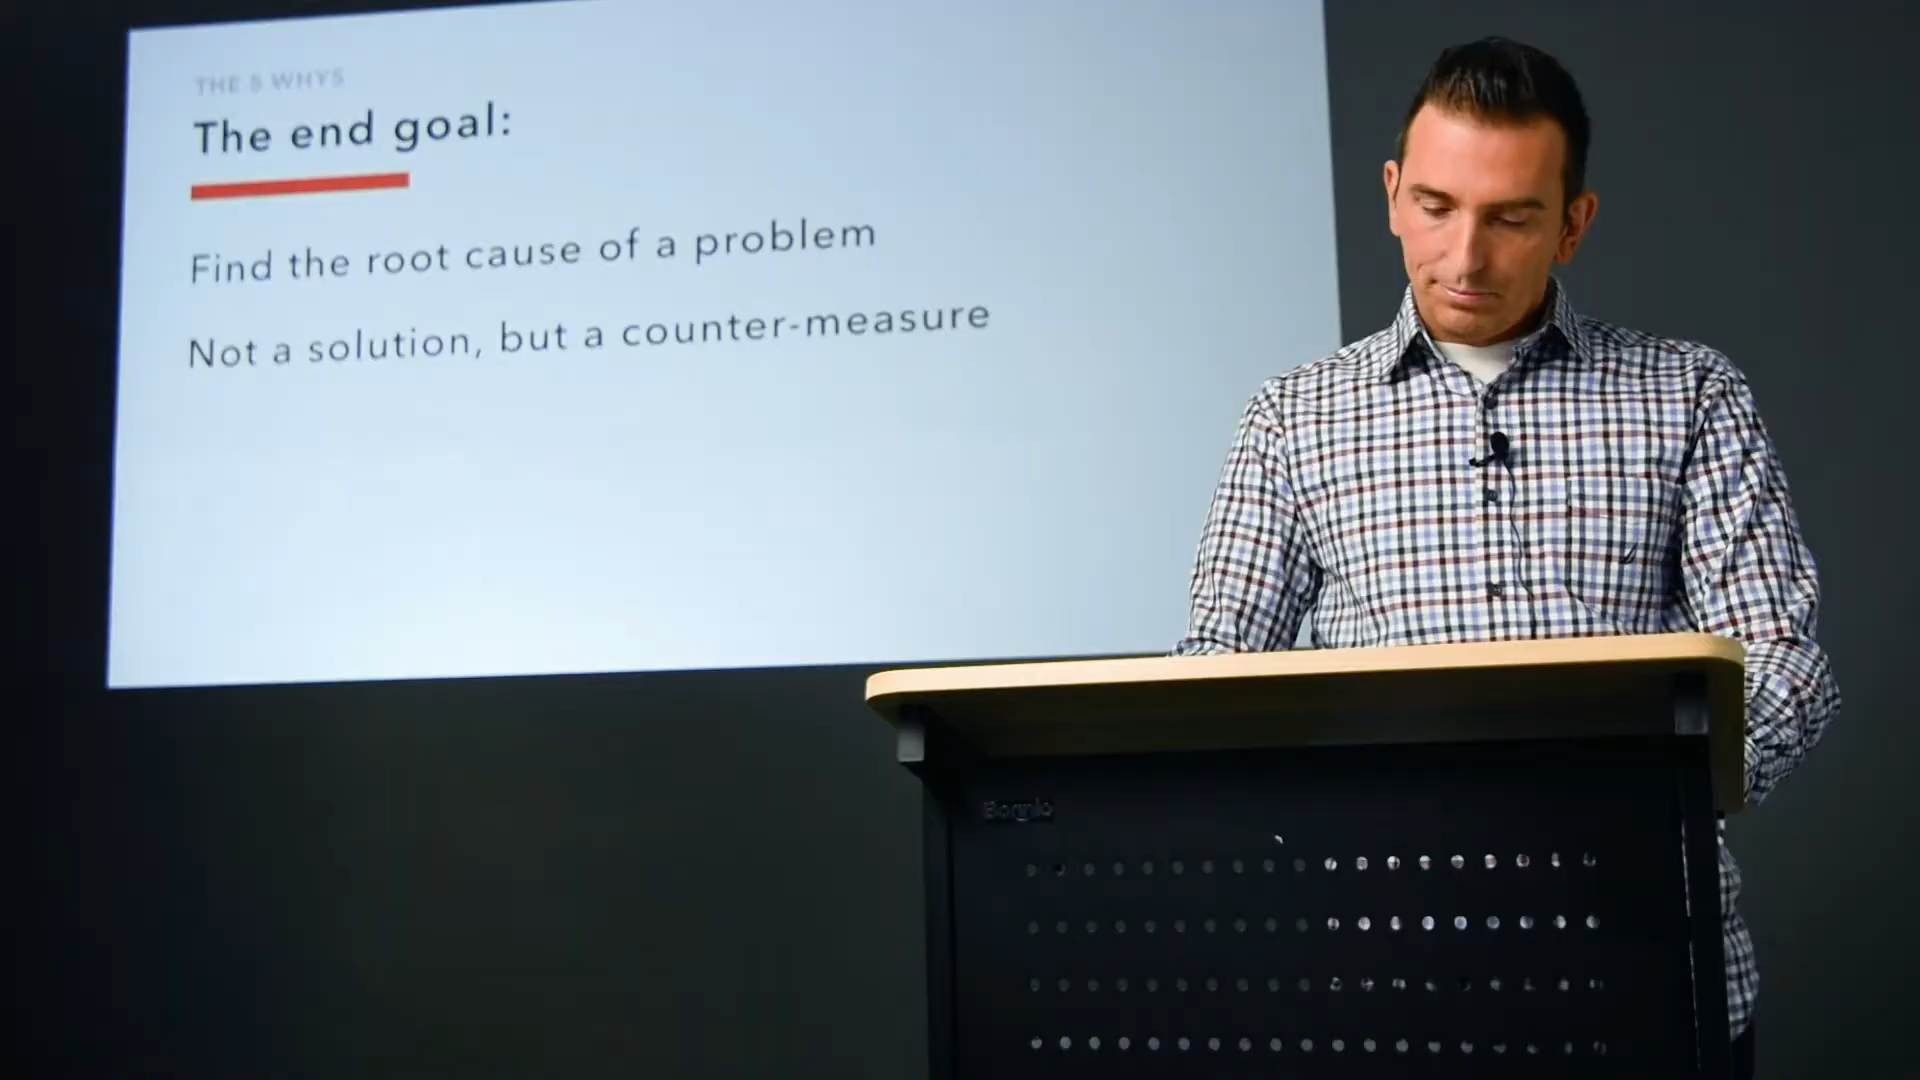 THE 5 WHYS
The end goal:
Find the root cause of a problem
Not a solution, but a counter-measure